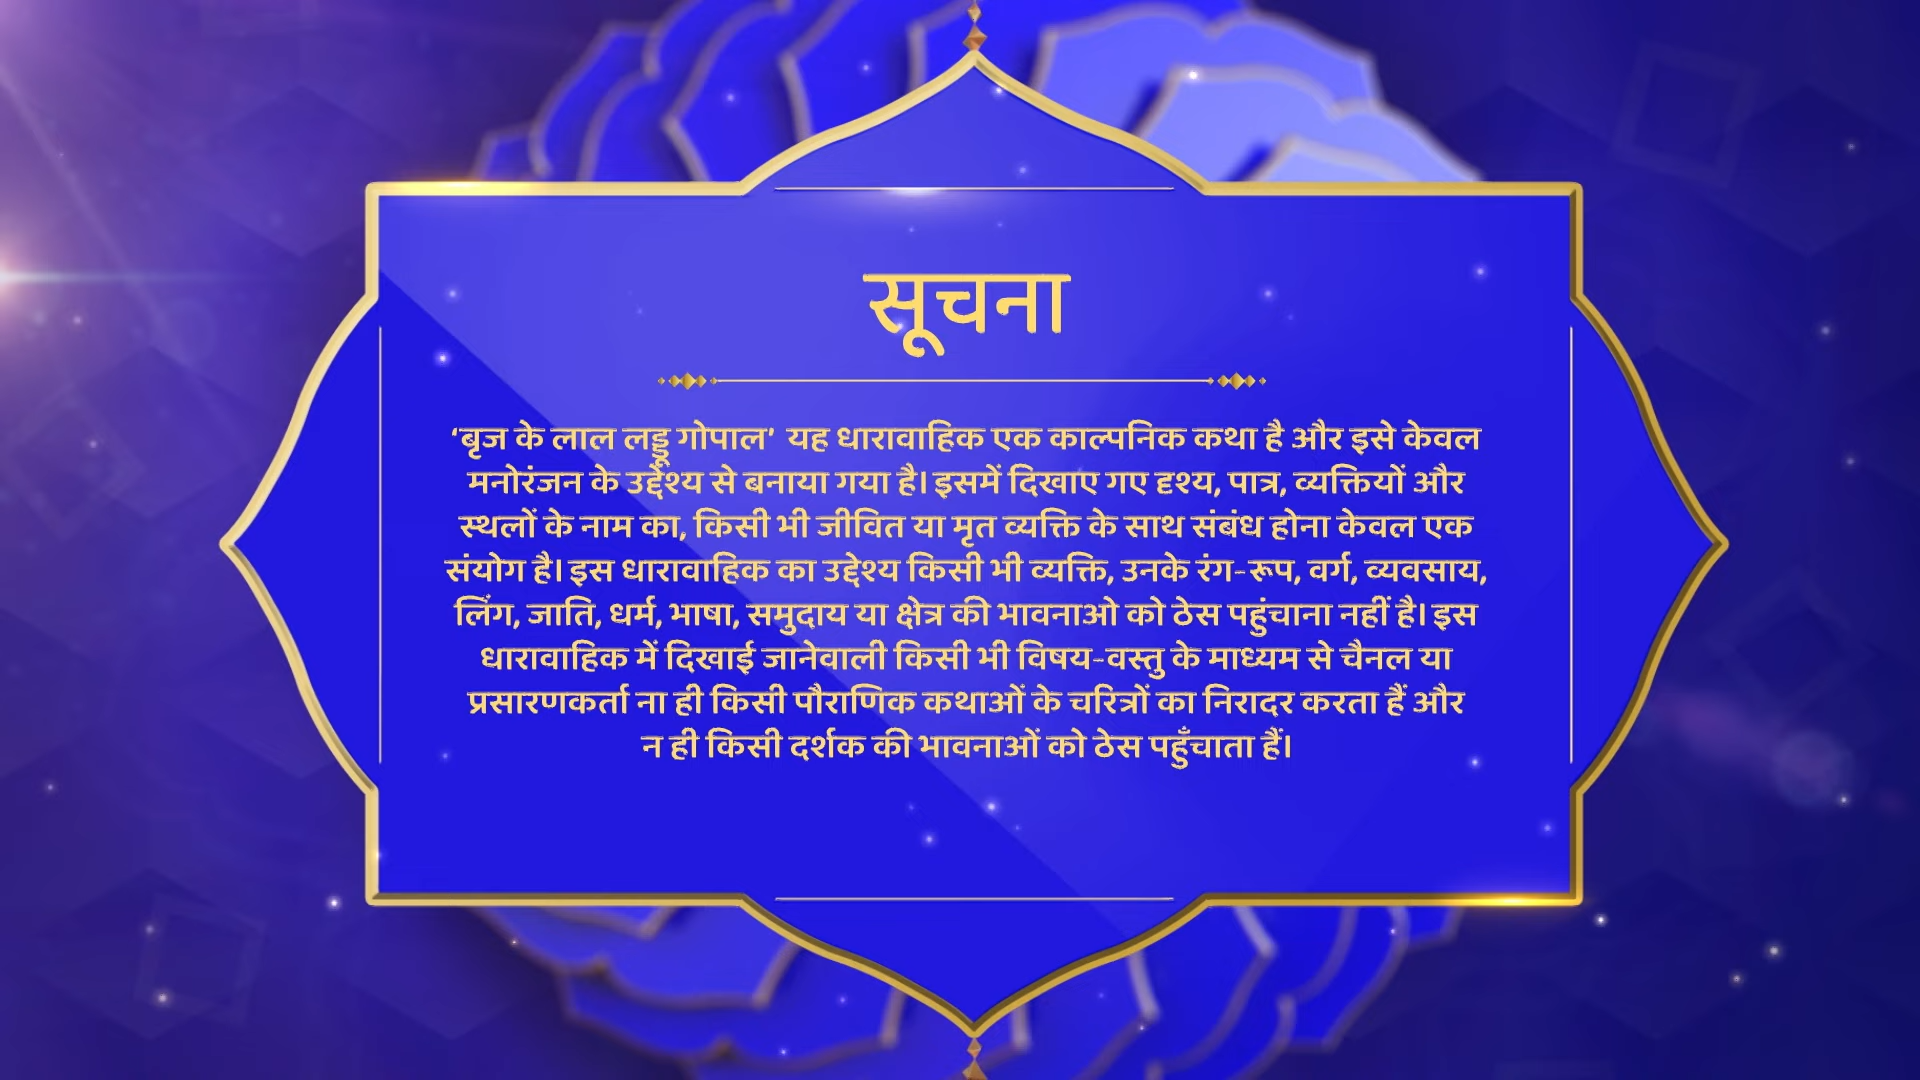 सूचना
‘बृज के लाल लड्डू गोपाल’ यह धारावाहिक एक काल्पनिक कथा है और इसे केवल
मनोरंजन के उद्देश्य से बनाया गया है। इसमें दिखाए गए दृश्य, पात्र, व्यक्तियों और
स्थलों के नाम का, किसी भी जीवित या मृत व्यक्ति के साथ संबंध होना केवल एक
संयोग है। इस धारावाहिक का उद्देश्य किसी भी व्यक्ति, उनके रंग-रूप, वर्ग, व्यवसाय,
लिंग, जाति, धर्म, भाषा, समुदाय या क्षेत्र की भावनाओ को ठेस पहुंचाना नहीं है। इस
धारावाहिक में दिखाई जानेवाली किसी भी विषय-वस्तु के माध्यम से चैनल या
प्रसारणकर्ता ना ही किसी पौराणिक कथाओं के चरित्रों का निरादर करता हैं और
न ही किसी दर्शक की भावनाओं को ठेस पहुँचाता हैं।